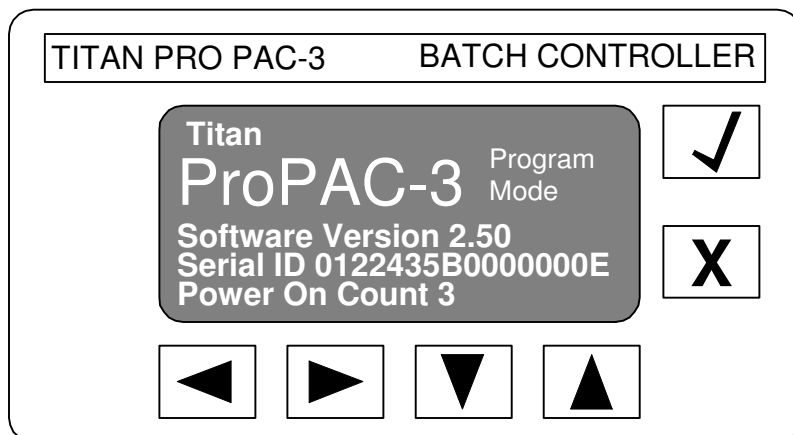 TITAN PRO PAC-3 BATCH CONTROLLER
Titan
ProPAC-3 Program Mode
Software Version 2.50
Serial ID 0122435B0000000E
Power On Count 3
X